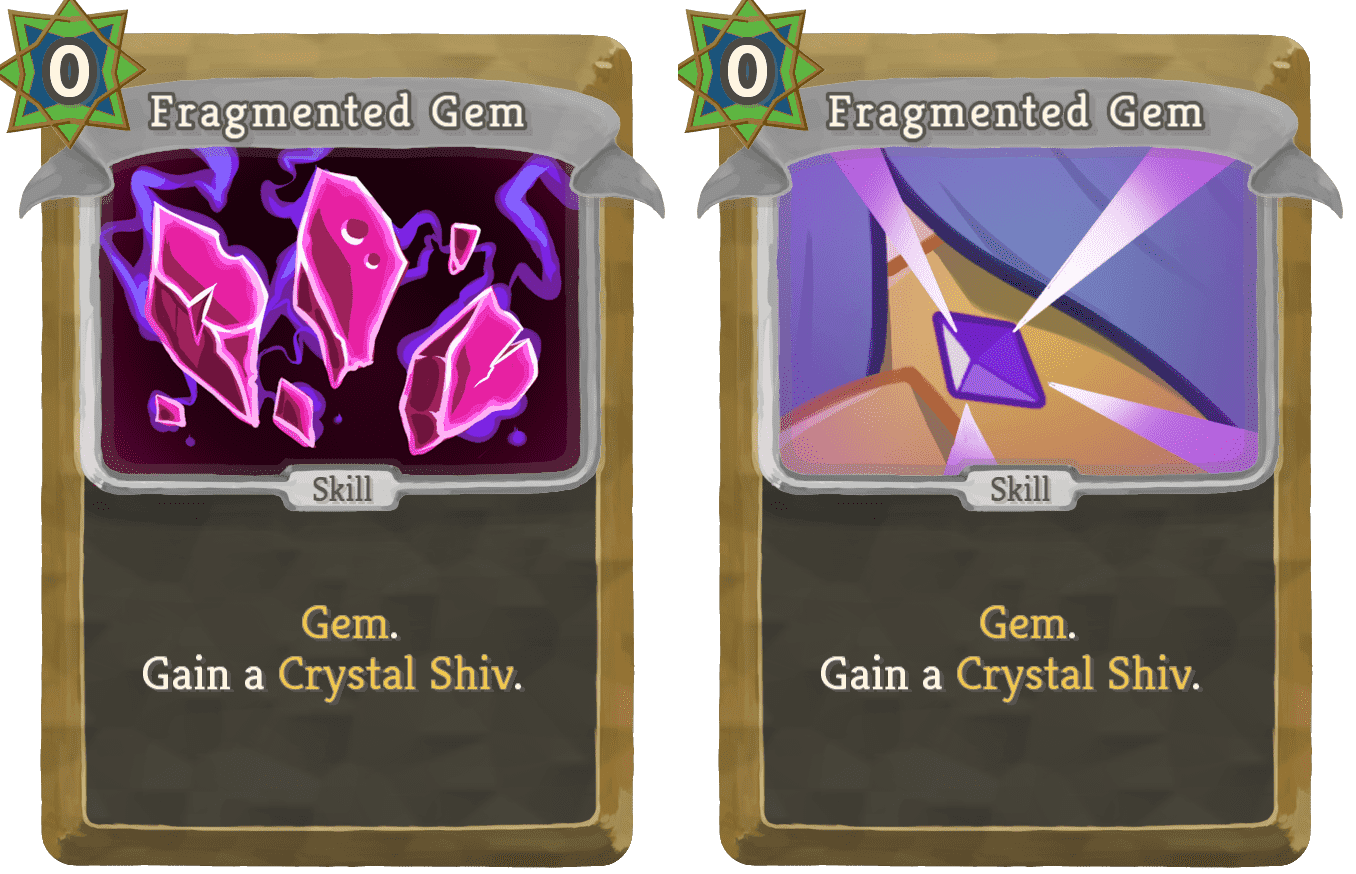 0
Fragmented Gem
Skill
Gem.
Gain a Crystal Shiv.
0
Fragmented Gem
Skill
Gem.
Gain a Crystal Shiv.